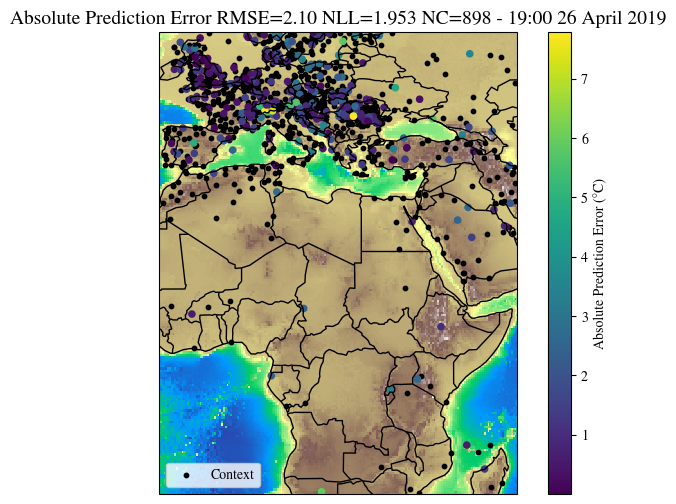 Absolute Prediction Error RMSE=2.10 NLL=1.953 NC=898 - 19:00 26 April 2019
7
6
5
4
3
2
1
Absolute Prediction Error (°C)
Context